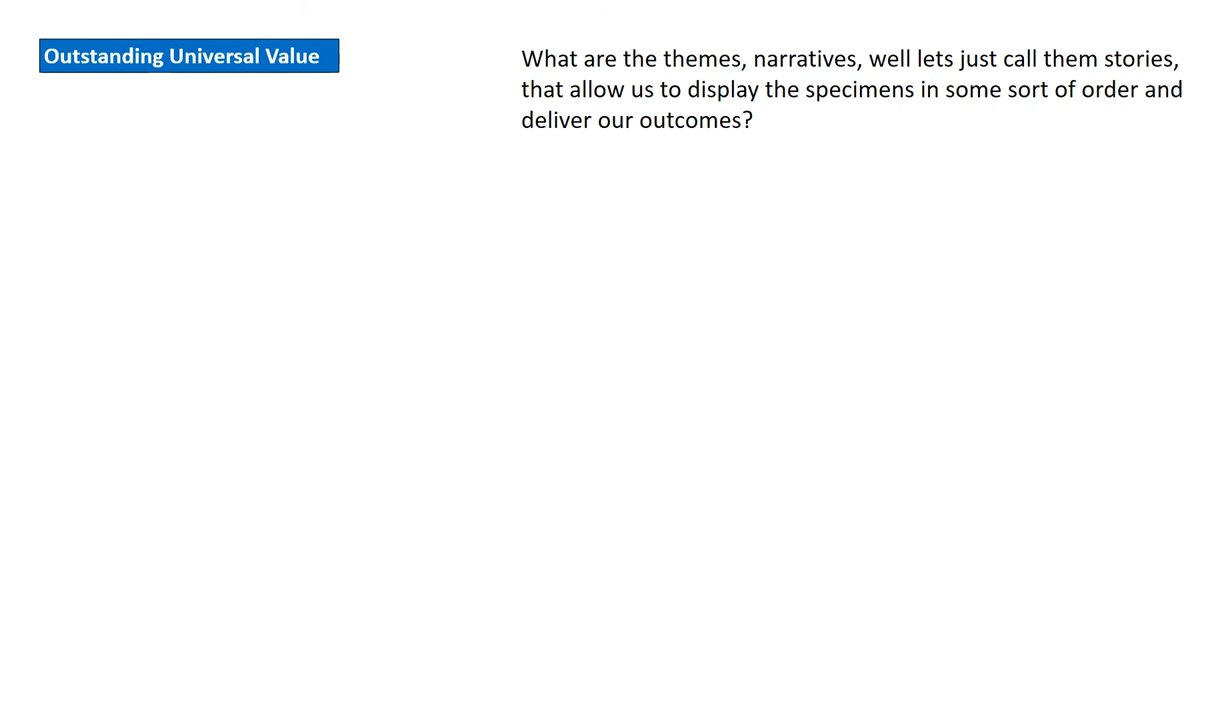 Outstanding Universal Value
What are the themes, narratives, well lets just call them stories,
that allow us to display the specimens in some sort of order and
deliver our outcomes?